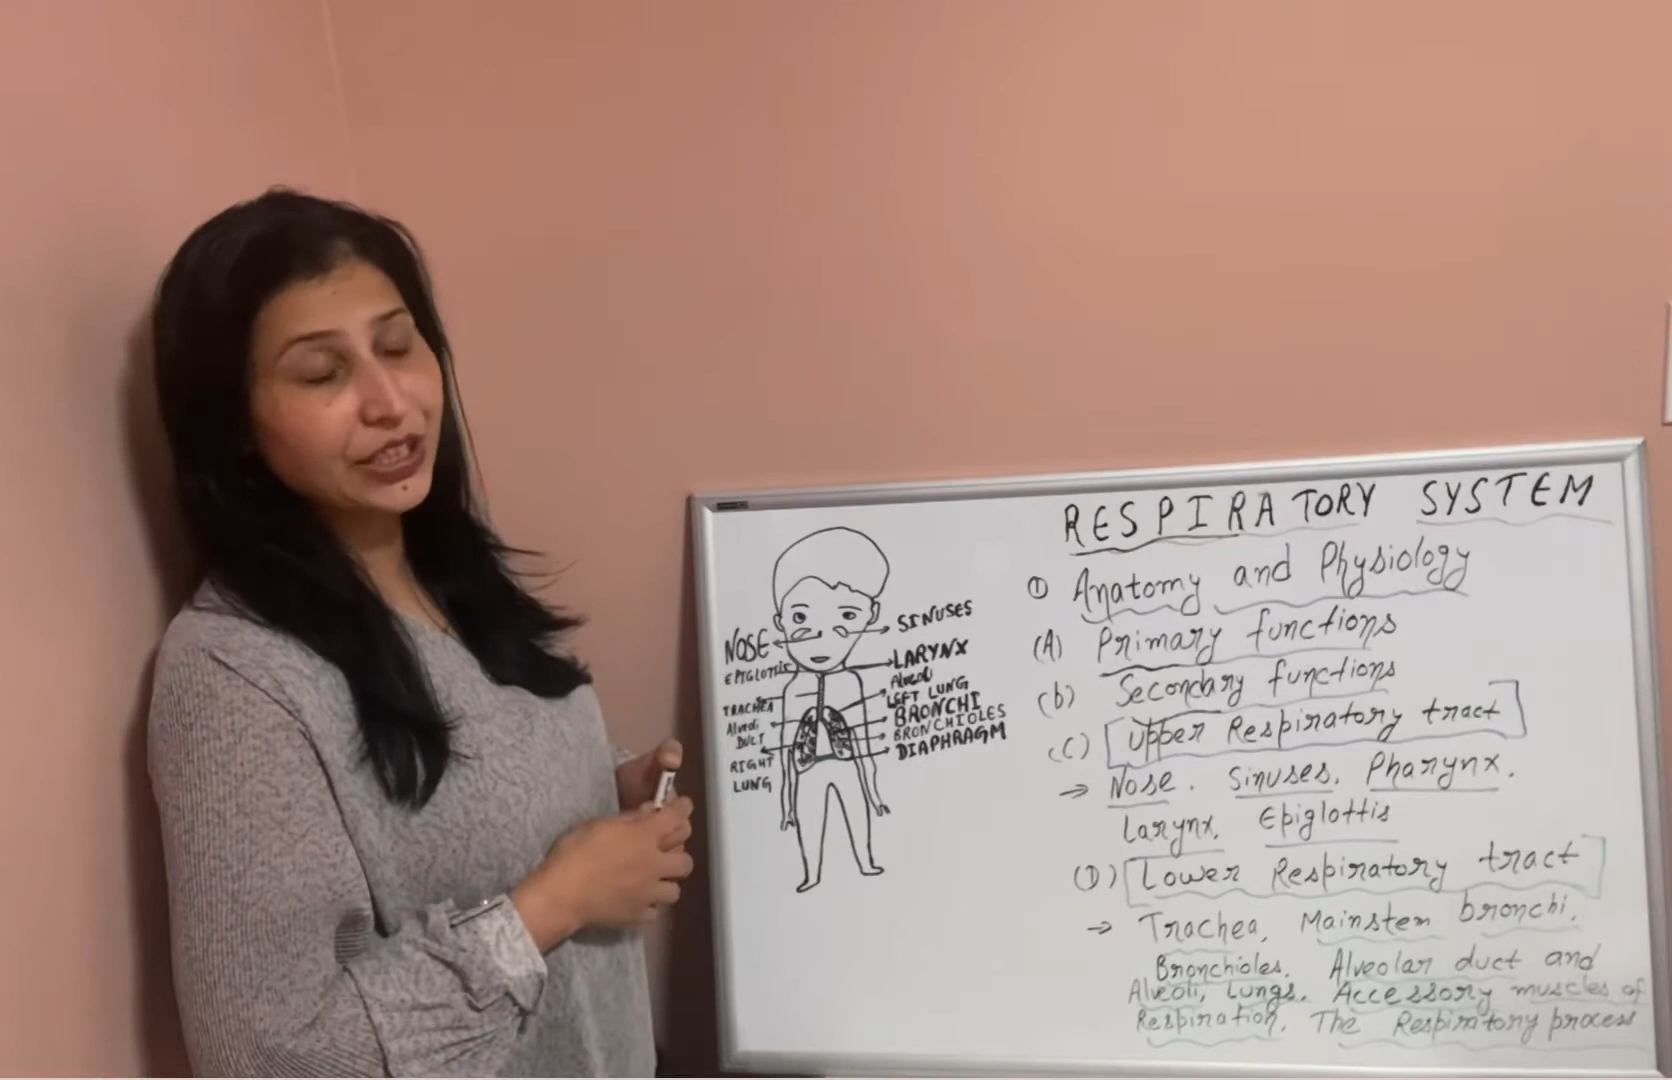 RESPIRATORY SYSTEM
① Anatomy and Physiology
(A) Primary functions
(b) Secondary functions
(C) Upper Respiratory tract
→ Nose. Sinuses. Pharynx.
Larynx. Epiglottis
(D) Lower Respiratory tract
→ Trachea, Mainstem bronchi,
Bronchioles, Alveolar duct and
Alveoli, Lungs. Accessory muscles of
Respiration. The Respiratory process
NOSE
EPIGLOTTIS
TRACHEA
Alveoli
DUCT
RIGHT
LUNG
SINUSES
LARYNX
Alveoli
LEFT LUNG
BRONCHI
BRONCHIOLES
DIAPHRAGM